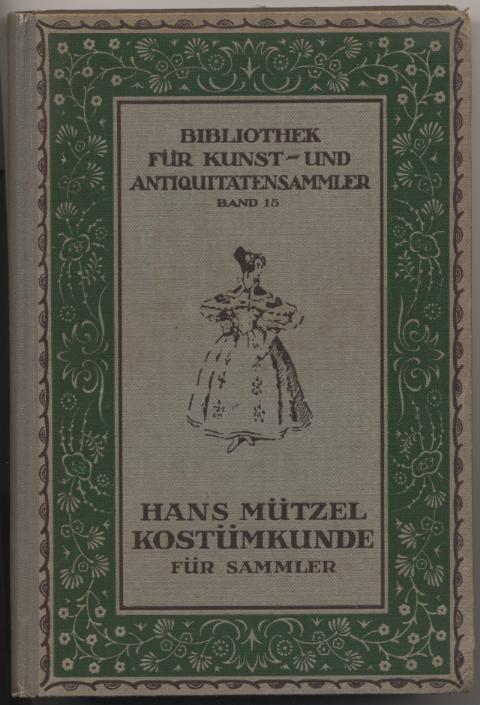 BIBLIOTHEK
FÜR KUNST- UND
ANTIQUITÄTENSAMMLER
BAND 15
HANS MÜTZEL
KOSTÜMKUNDE
FÜR SAMMLER